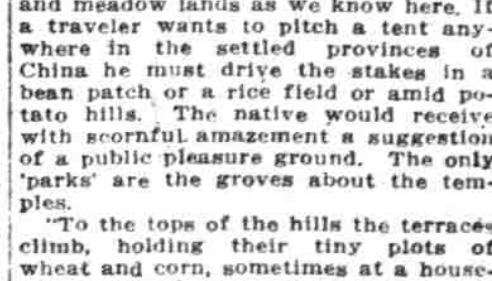 and meadow lands as we know here. If
a traveler wants to pitch a tent any-
where in the settled provinces of
China he must drive the stakes in a
bean patch or a rice field or amid po-
tato hills. The native would receive
with scornful amazement a suggestion
of a public pleasure ground. The only
'parks' are the groves about the tem-
ples.
"To the tops of the hills the terraces
climb, holding their tiny plots of
wheat and corn, sometimes at a house-